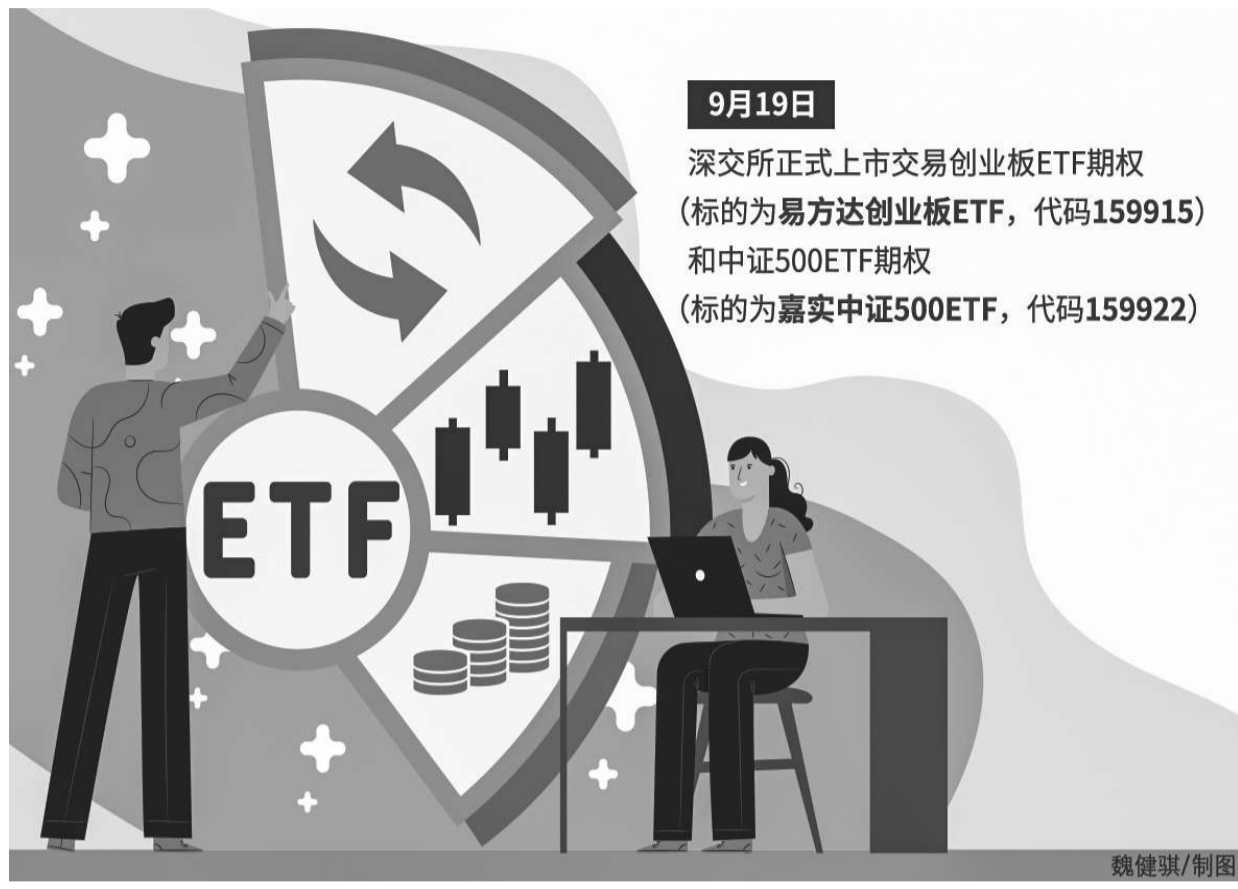 9月19日
深交所正式上市交易创业板ETF期权
（标的为易方达创业板ETF，代码159915）
和中证500ETF期权
（标的为嘉实中证500ETF，代码159922）
ETF
魏健骐/制图